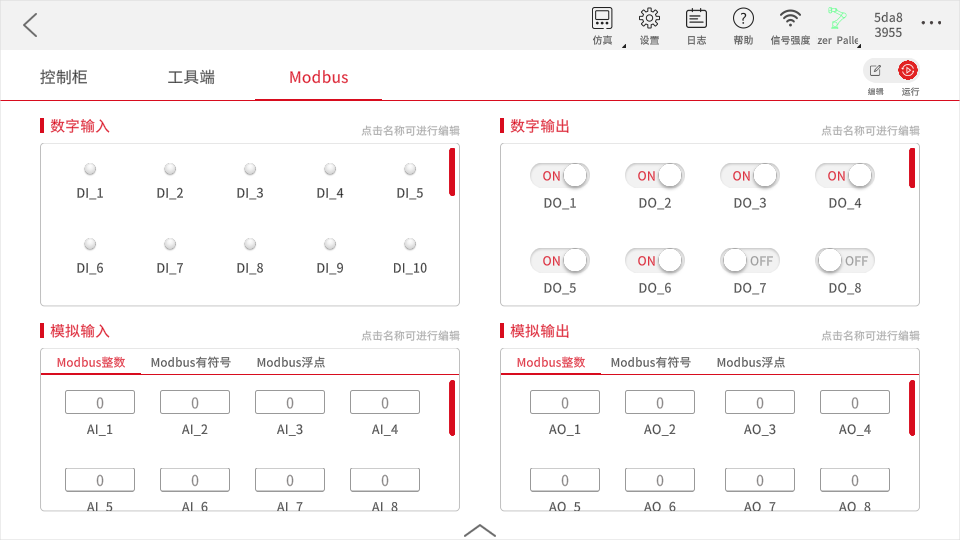 仿真 设置 日志 帮助 信号强度 zer Palle 5da8 3955
控制柜 工具端 Modbus 编辑 运行
数字输入 点击名称可进行编辑
DI_1 DI_2 DI_3 DI_4 DI_5
DI_6 DI_7 DI_8 DI_9 DI_10
数字输出 点击名称可进行编辑
ON ON ON ON
DO_1 DO_2 DO_3 DO_4
ON ON OFF OFF
DO_5 DO_6 DO_7 DO_8
模拟输入 点击名称可进行编辑
Modbus整数 Modbus有符号 Modbus浮点
0 0 0 0
AI_1 AI_2 AI_3 AI_4
0 0 0 0
AI_5 AI_6 AI_7 AI_8
模拟输出 点击名称可进行编辑
Modbus整数 Modbus有符号 Modbus浮点
0 0 0 0
AO_1 AO_2 AO_3 AO_4
0 0 0 0
AO_5 AO_6 AO_7 AO_8